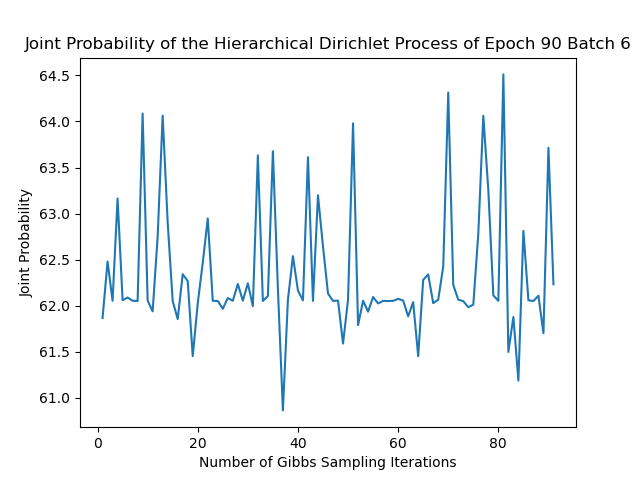 Joint Probability of the Hierarchical Dirichlet Process of Epoch 90 Batch 6
64.5
64.0
63.5
63.0
62.5
62.0
61.5
61.0
Joint Probability
0 20 40 60 80
Number of Gibbs Sampling Iterations